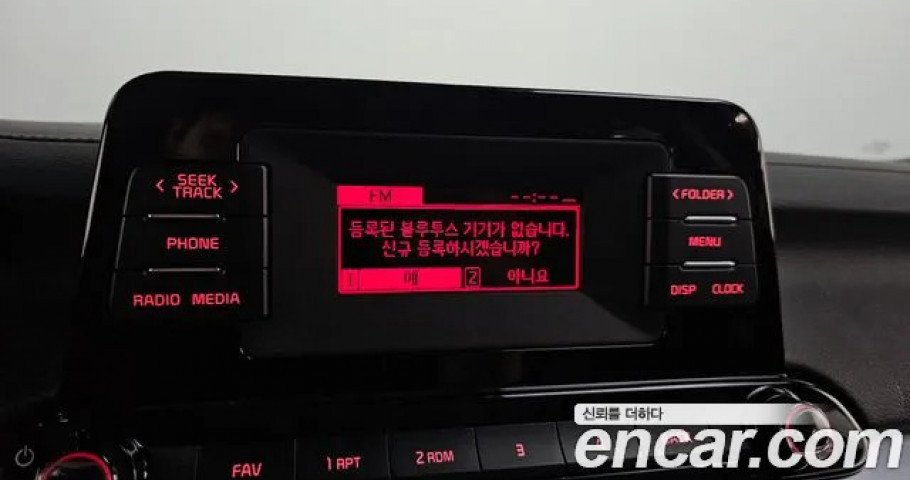 < SEEK TRACK >
PHONE
RADIO MEDIA
FM --:--
등록된 블루투스 기기가 없습니다.
신규 등록하시겠습니까?
1 예 2 아니요
< FOLDER >
MENU
DISP CLOCK
FAV 1 RPT 2 RDM 3
신뢰를 더하다
encar.com